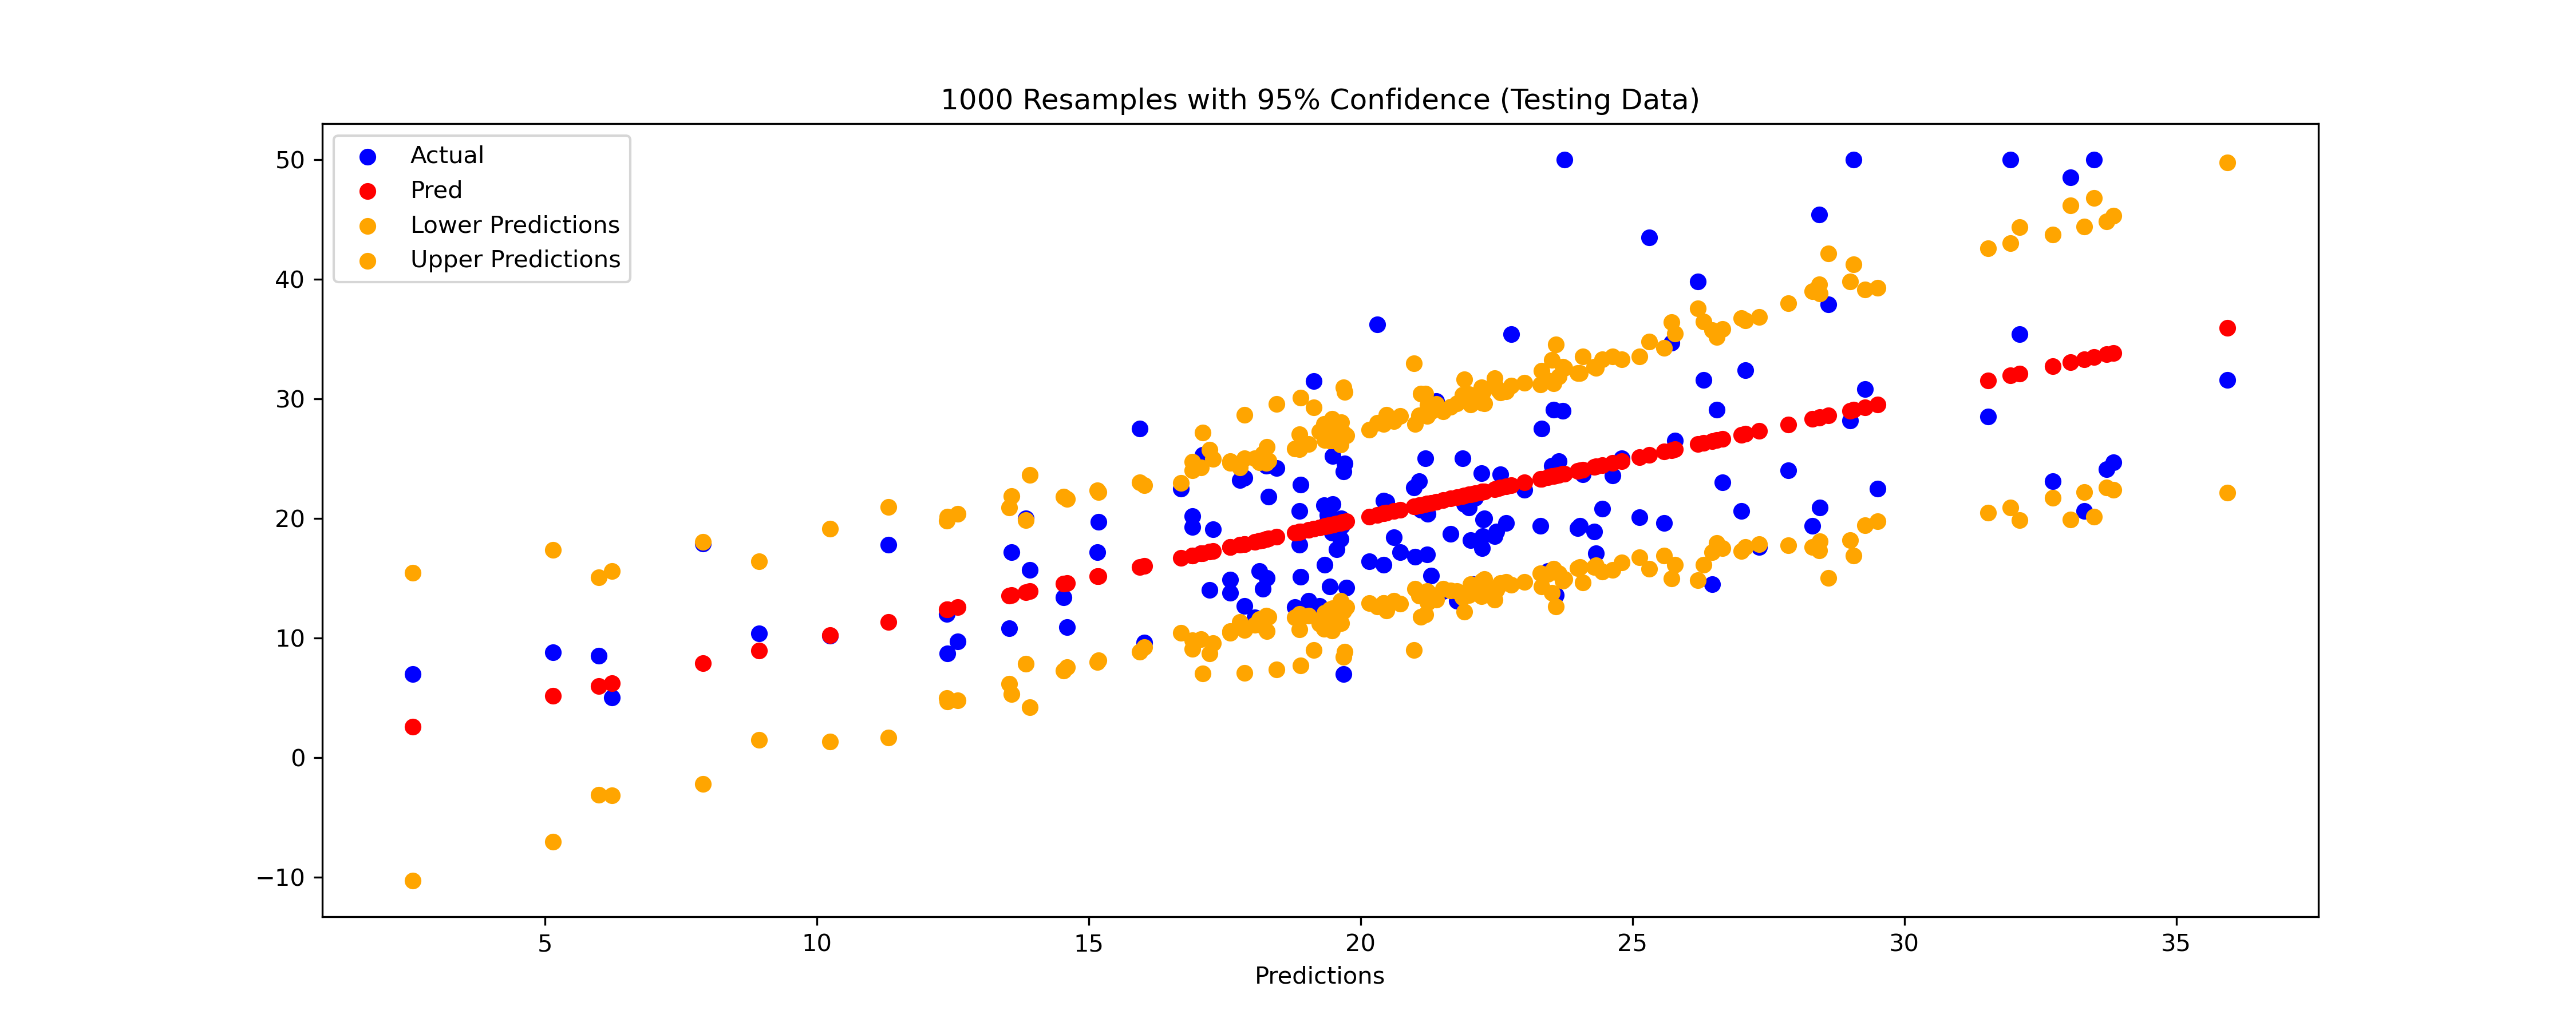 1000 Resamples with 95% Confidence (Testing Data)
Actual
Pred
Lower Predictions
Upper Predictions
50
40
30
20
10
0
−10
5 10 15 20 25 30 35
Predictions